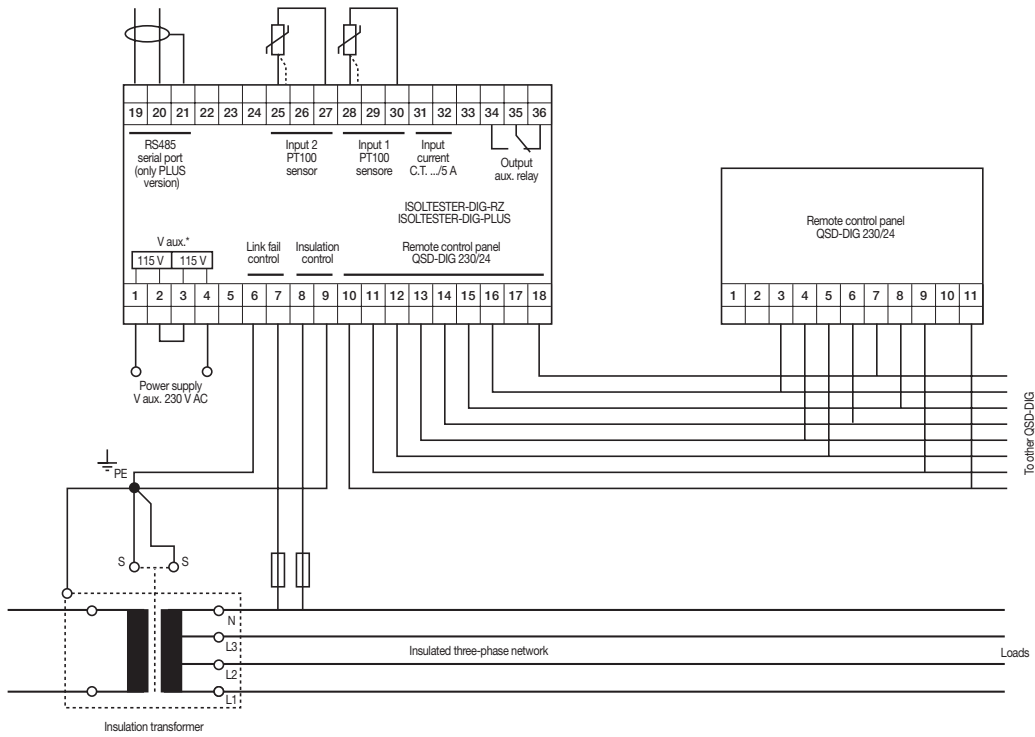 19 20 21 22 23 24 25 26 27 28 29 30 31 32 33 34 35 36
RS485
serial port
(only PLUS
version)
Input 2
PT100
sensor
Input 1
PT100
sensore
Input
current
C.T. .../5 A
Output
aux. relay
ISOLTESTER-DIG-RZ
ISOLTESTER-DIG-PLUS
V aux.*
115 V 115 V
Link fail
control
Insulation
control
Remote control panel
QSD-DIG 230/24
1 2 3 4 5 6 7 8 9 10 11 12 13 14 15 16 17 18
Remote control panel
QSD-DIG 230/24
1 2 3 4 5 6 7 8 9 10 11
Power supply
V aux. 230 V AC
To other QSD-DIG
PE
S S
N
L3
L2
L1
Insulated three-phase network
Loads
Insulation transformer